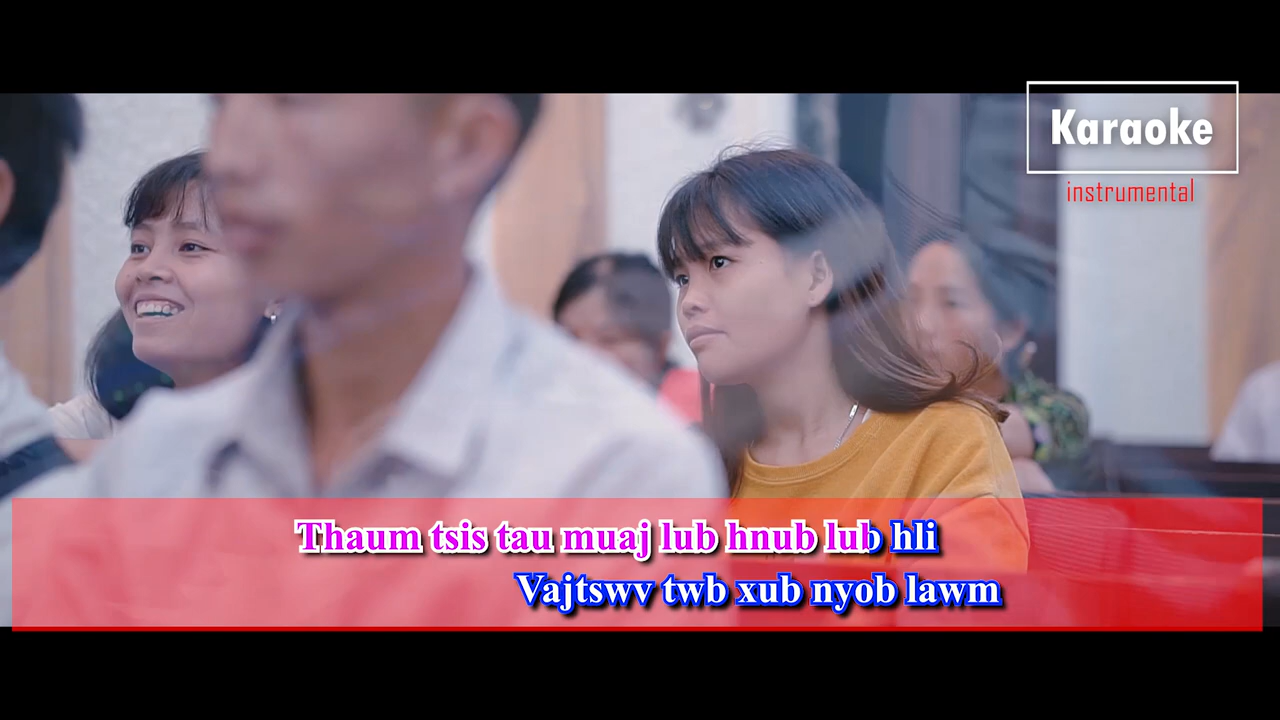 Karaoke
instrumental
Thaum tsis tau muaj lub hnub lub hli
Vajtswv twb xub nyob lawm